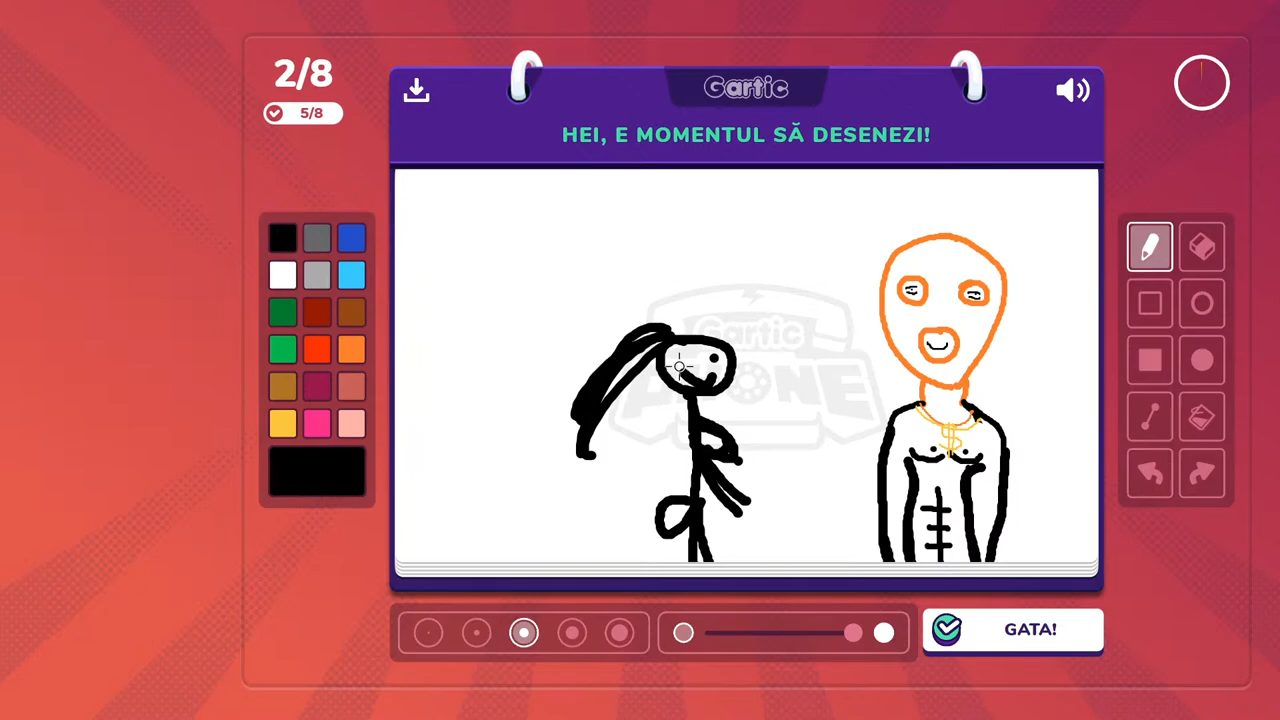 2/8
5/8
Gartic
HEI, E MOMENTUL SĂ DESENEZI!
Gartic
PHONE
$
GATA!